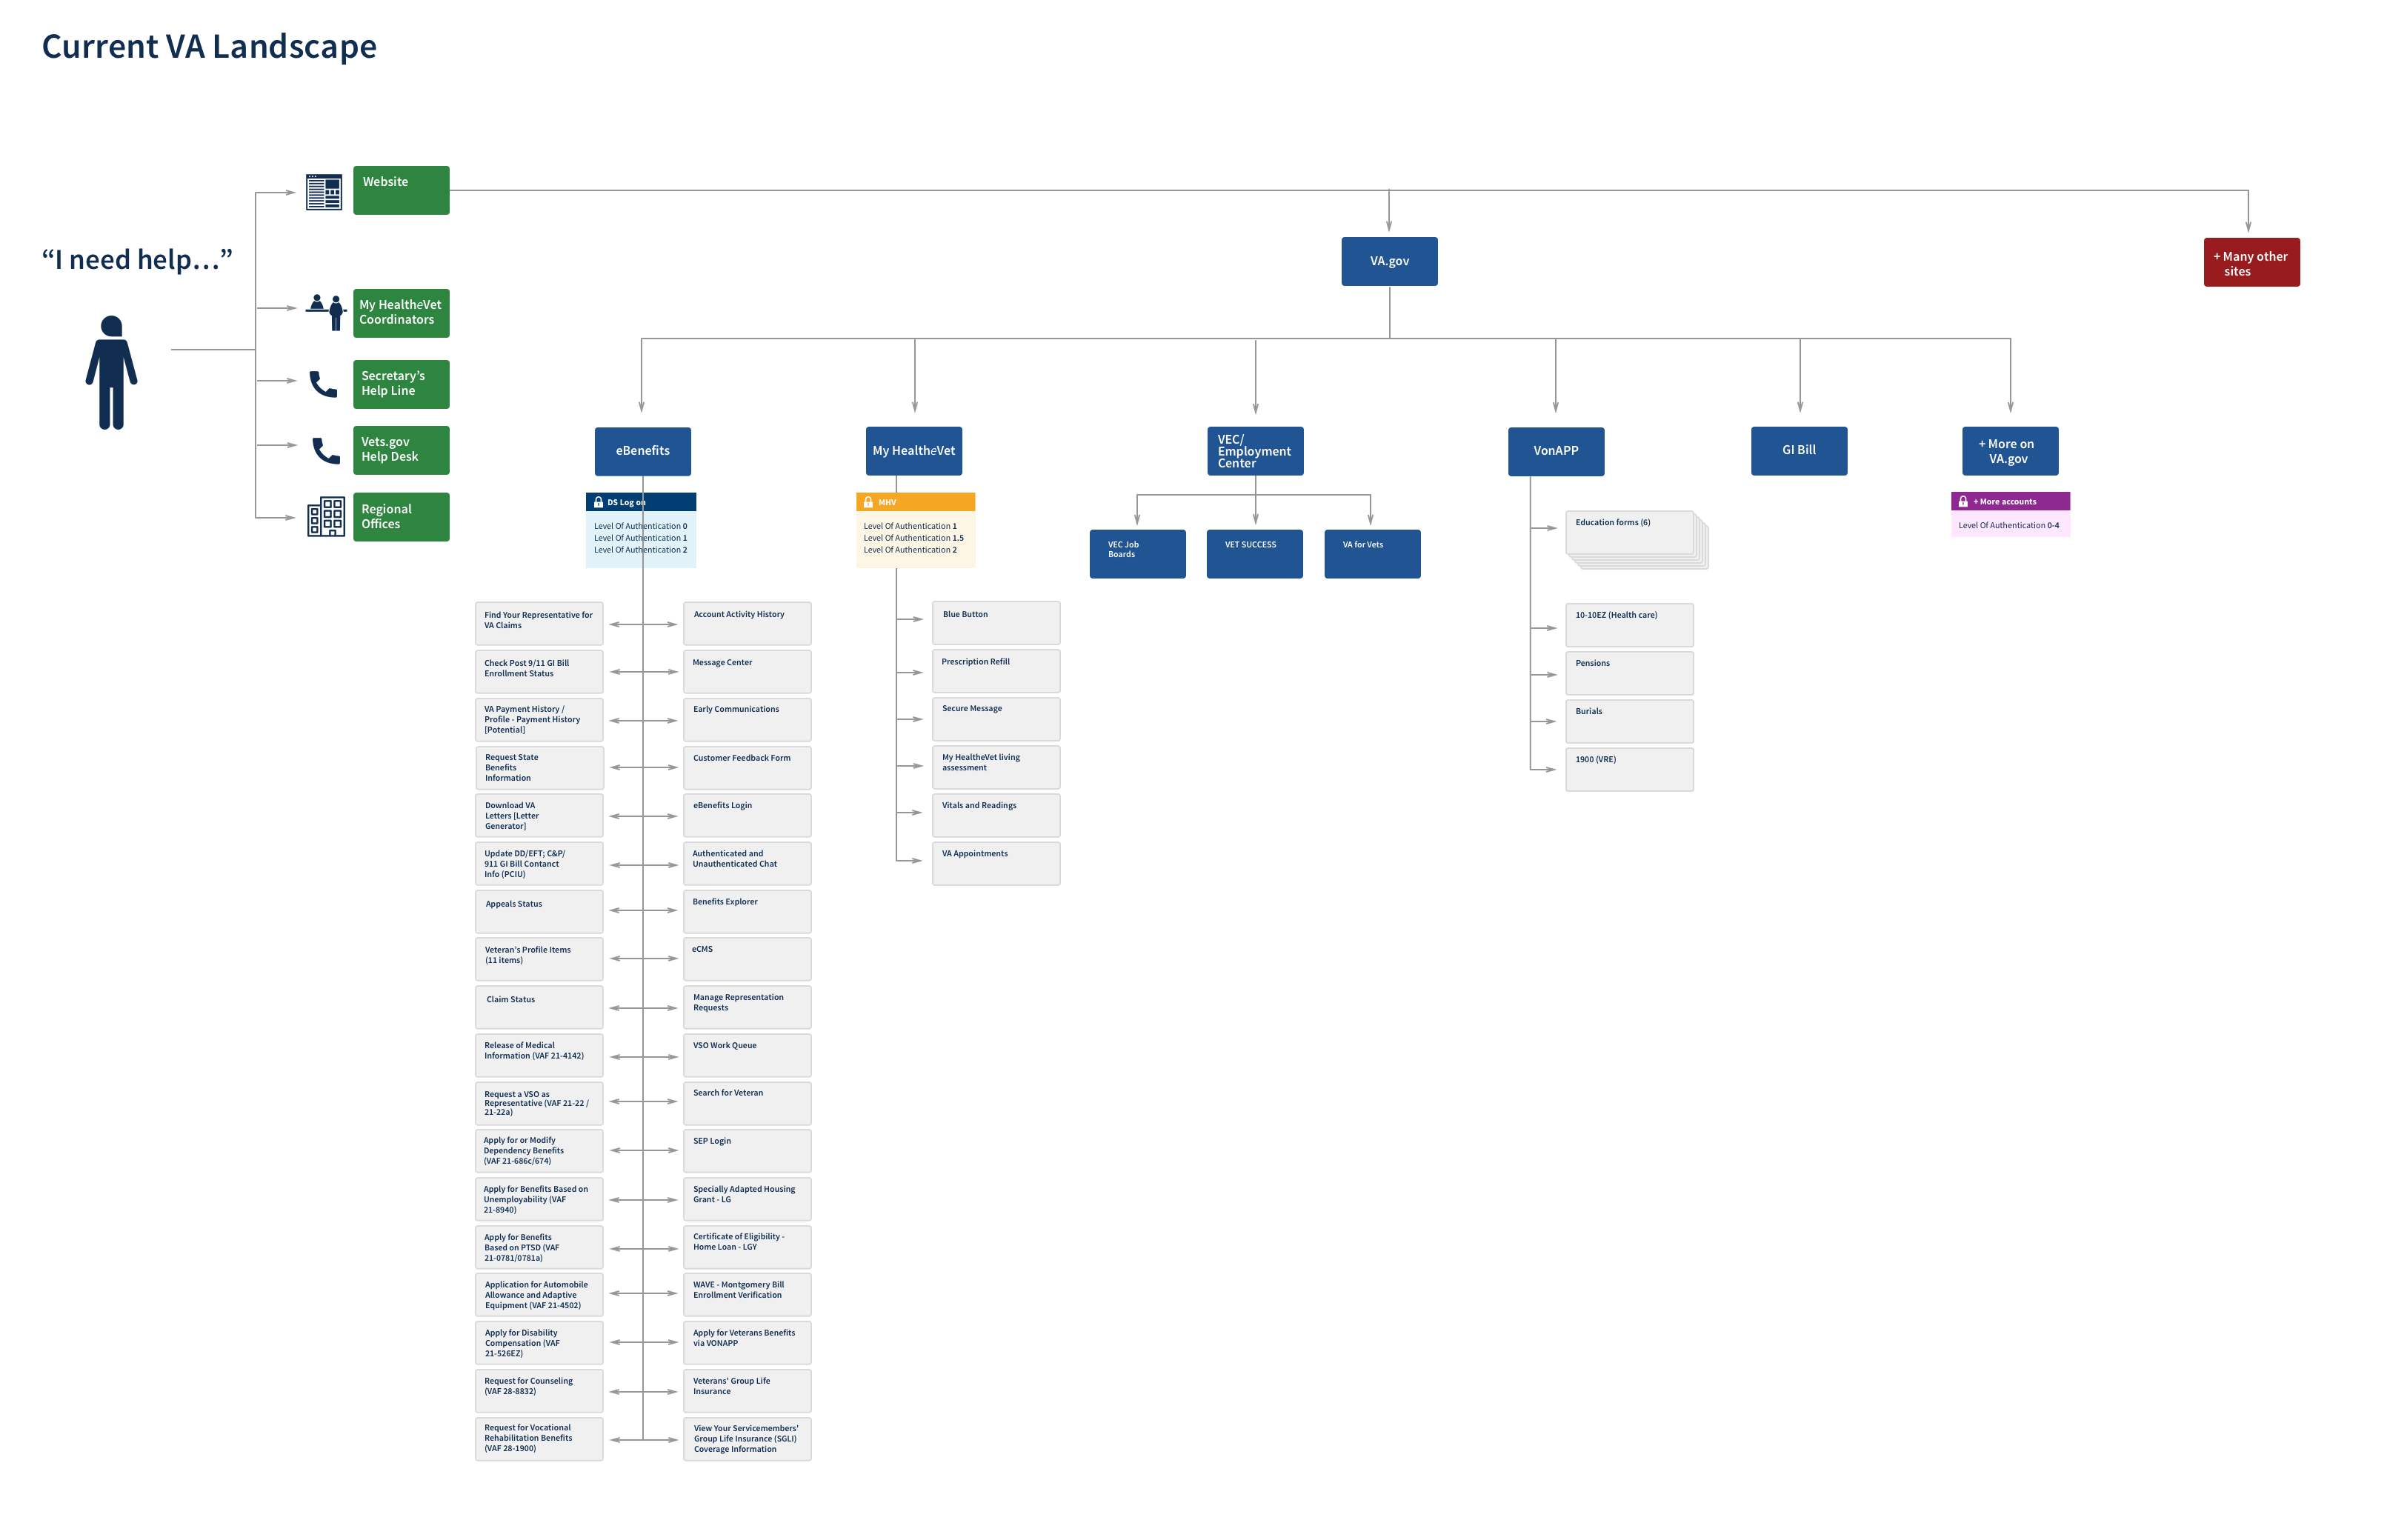 Current VA Landscape
“I need help…”
Website
My HealtheVet
Coordinators
Secretary’s
Help Line
Vets.gov
Help Desk
Regional
Offices
VA.gov
+ Many other
sites
eBenefits
My HealtheVet
VEC/
Employment
Center
VonAPP
GI Bill
+ More on
VA.gov
DS Log on
Level Of Authentication 0
Level Of Authentication 1
Level Of Authentication 2
MHV
Level Of Authentication 1
Level Of Authentication 1.5
Level Of Authentication 2
VEC Job
Boards
VET SUCCESS
VA for Vets
+ More accounts
Level Of Authentication 0-4
Find Your Representative for
VA Claims
Check Post 9/11 GI Bill
Enrollment Status
VA Payment History /
Profile - Payment History
[Potential]
Request State
Benefits
Information
Download VA
Letters [Letter
Generator]
Update DD/EFT; C&P/
911 GI Bill Contanct
Info (PCIU)
Appeals Status
Veteran’s Profile Items
(11 items)
Claim Status
Release of Medical
Information (VAF 21-4142)
Request a VSO as
Representative (VAF 21-22 /
21-22a)
Apply for or Modify
Dependency Benefits
(VAF 21-686c/674)
Apply for Benefits Based on
Unemployability (VAF
21-8940)
Apply for Benefits
Based on PTSD (VAF
21-0781/0781a)
Application for Automobile
Allowance and Adaptive
Equipment (VAF 21-4502)
Apply for Disability
Compensation (VAF
21-526EZ)
Request for Counseling
(VAF 28-8832)
Request for Vocational
Rehabilitation Benefits
(VAF 28-1900)
Account Activity History
Message Center
Early Communications
Customer Feedback Form
eBenefits Login
Authenticated and
Unauthenticated Chat
Benefits Explorer
eCMS
Manage Representation
Requests
VSO Work Queue
Search for Veteran
SEP Login
Specially Adapted Housing
Grant - LG
Certificate of Eligibility -
Home Loan - LGY
WAVE - Montgomery Bill
Enrollment Verification
Apply for Veterans Benefits
via VONAPP
Veterans' Group Life
Insurance
View Your Servicemembers'
Group Life Insurance (SGLI)
Coverage Information
Blue Button
Prescription Refill
Secure Message
My HealtheVet living
assessment
Vitals and Readings
VA Appointments
Education forms (6)
10-10EZ (Health care)
Pensions
Burials
1900 (VRE)